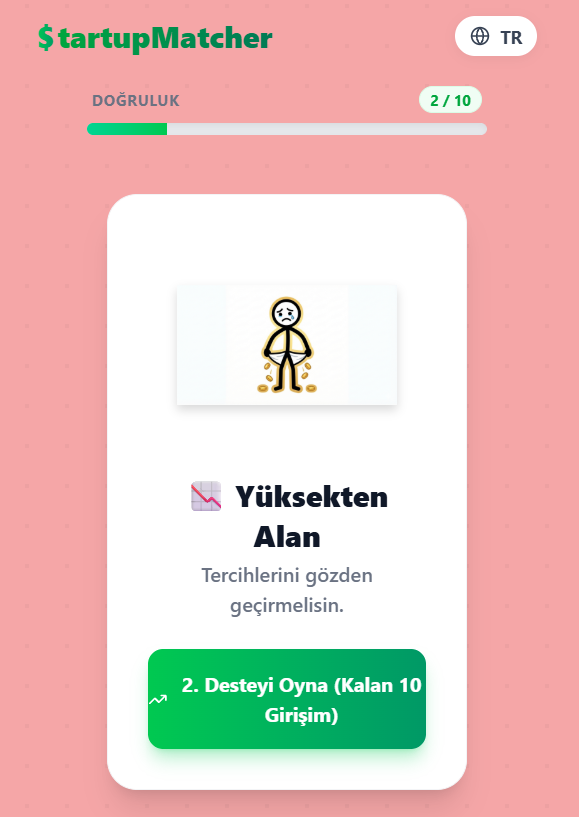 $tartupMatcher
TR
DOĞRULUK
2 / 10
Yüksekten
Alan
Tercihlerini gözden
geçirmelisin.
2. Desteyi Oyna (Kalan 10
Girişim)